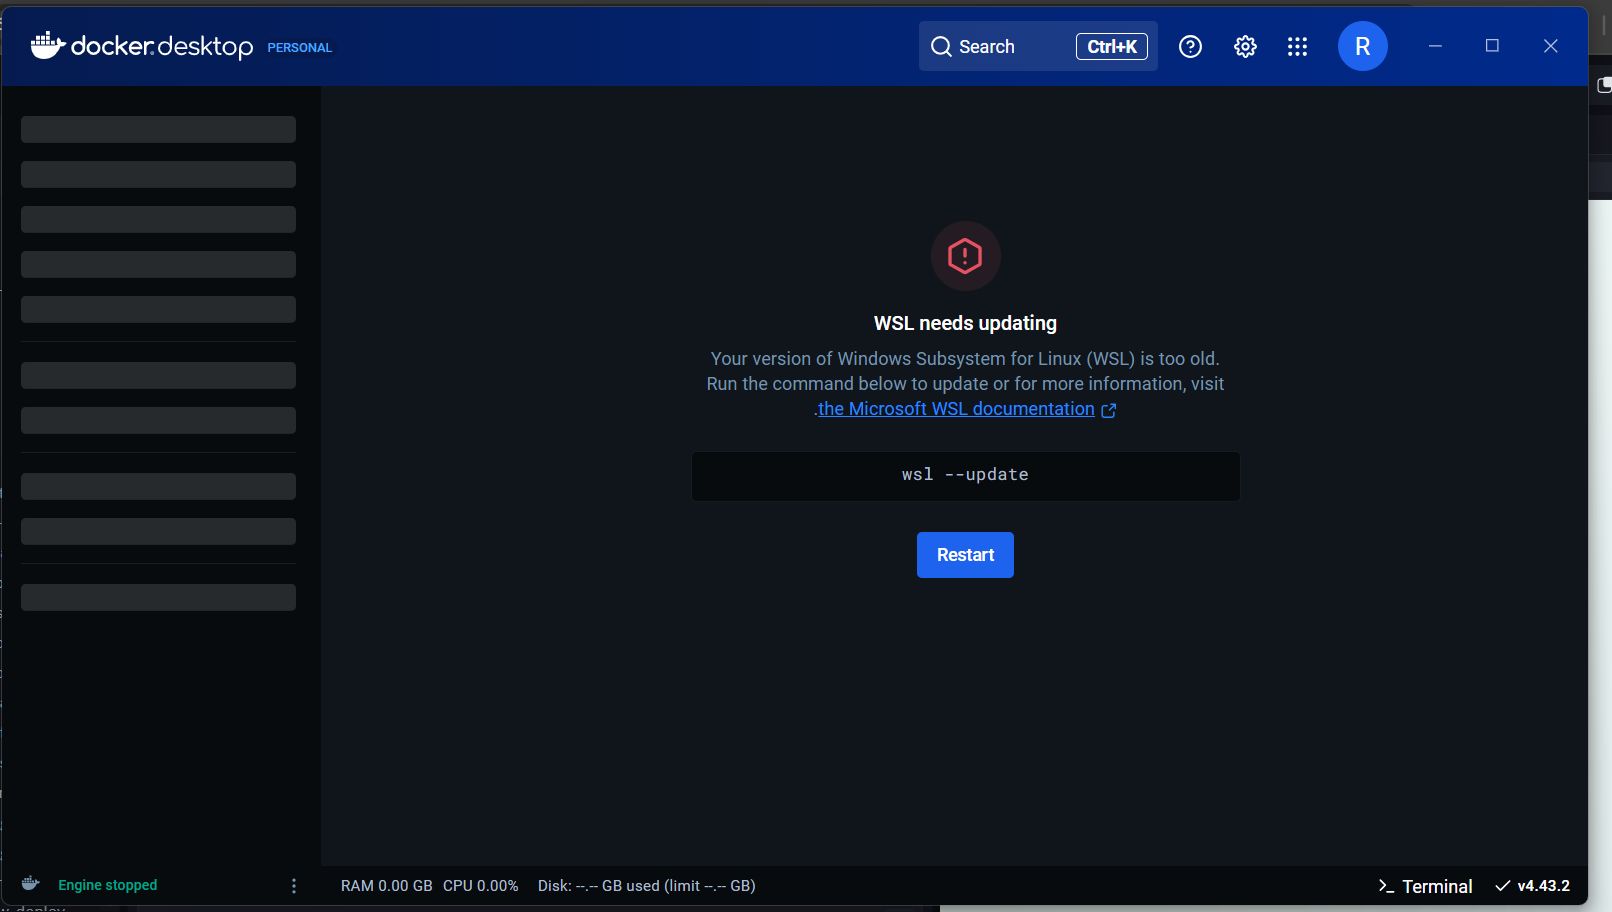 docker.desktop PERSONAL
Search Ctrl+K
R
WSL needs updating
Your version of Windows Subsystem for Linux (WSL) is too old.
Run the command below to update or for more information, visit
.the Microsoft WSL documentation
wsl --update
Restart
Engine stopped
RAM 0.00 GB CPU 0.00% Disk: --.-- GB used (limit --.-- GB)
Terminal v4.43.2